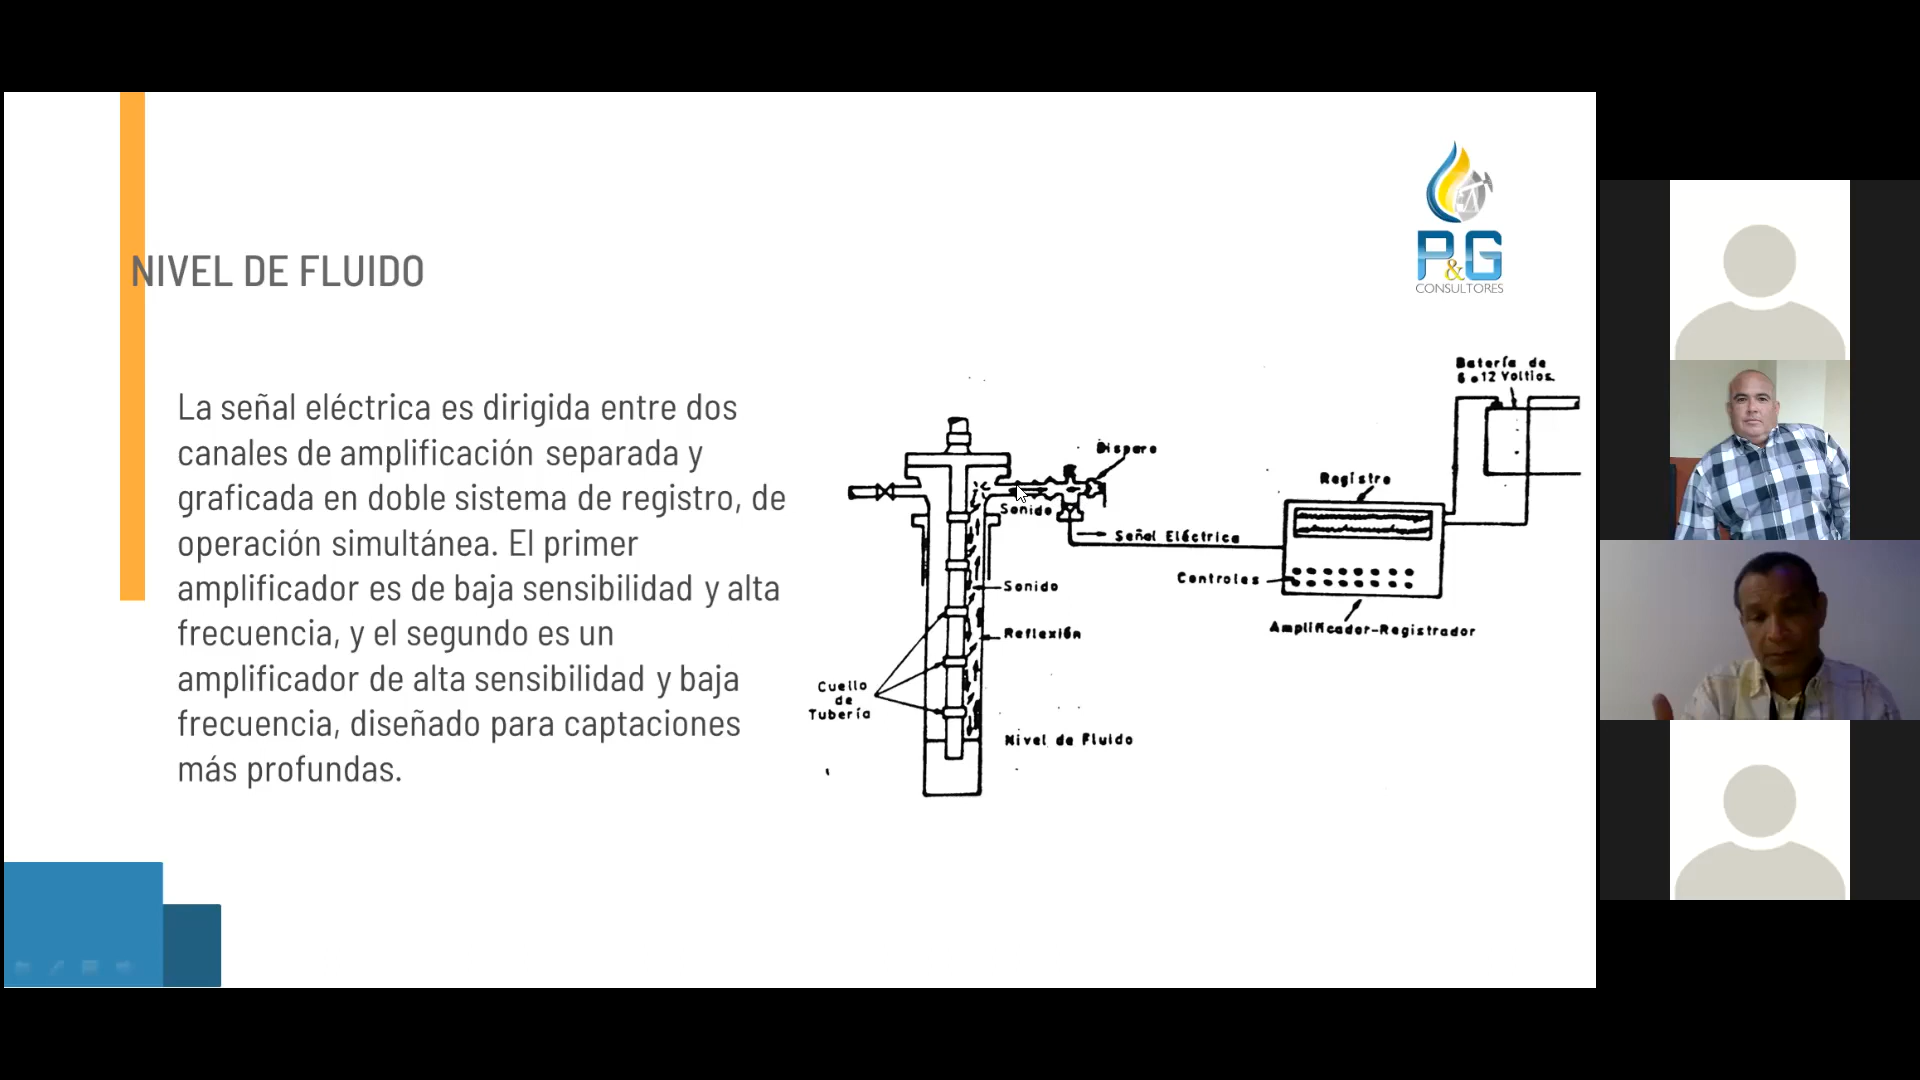 P&G
CONSULTORES
NIVEL DE FLUIDO
La señal eléctrica es dirigida entre dos
canales de amplificación separada y
graficada en doble sistema de registro, de
operación simultánea. El primer
amplificador es de baja sensibilidad y alta
frecuencia, y el segundo es un
amplificador de alta sensibilidad y baja
frecuencia, diseñado para captaciones
más profundas.
Batería de
6 o 12 Voltios
Disparo
Registro
Sonido
Señal Eléctrica
Controles
Sonido
Amplificador-Registrador
Reflexión
Cuello
de
Tubería
Nivel de Fluido